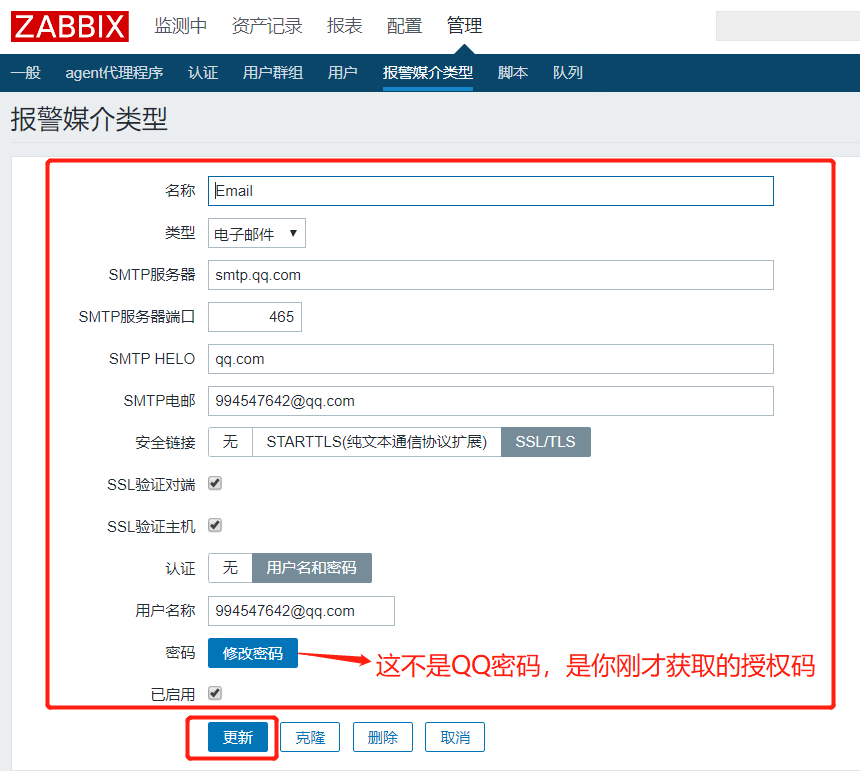 ZABBIX 监测中 资产记录 报表 配置 管理
一般 agent代理程序 认证 用户群组 用户 报警媒介类型 脚本 队列
报警媒介类型
名称 Email
类型 电子邮件
SMTP服务器 smtp.qq.com
SMTP服务器端口 465
SMTP HELO qq.com
SMTP电邮 994547642@qq.com
安全链接 无 STARTTLS(纯文本通信协议扩展) SSL/TLS
SSL验证对端
SSL验证主机
认证 无 用户名和密码
用户名称 994547642@qq.com
密码 修改密码 这不是QQ密码，是你刚才获取的授权码
已启用
更新 克隆 删除 取消